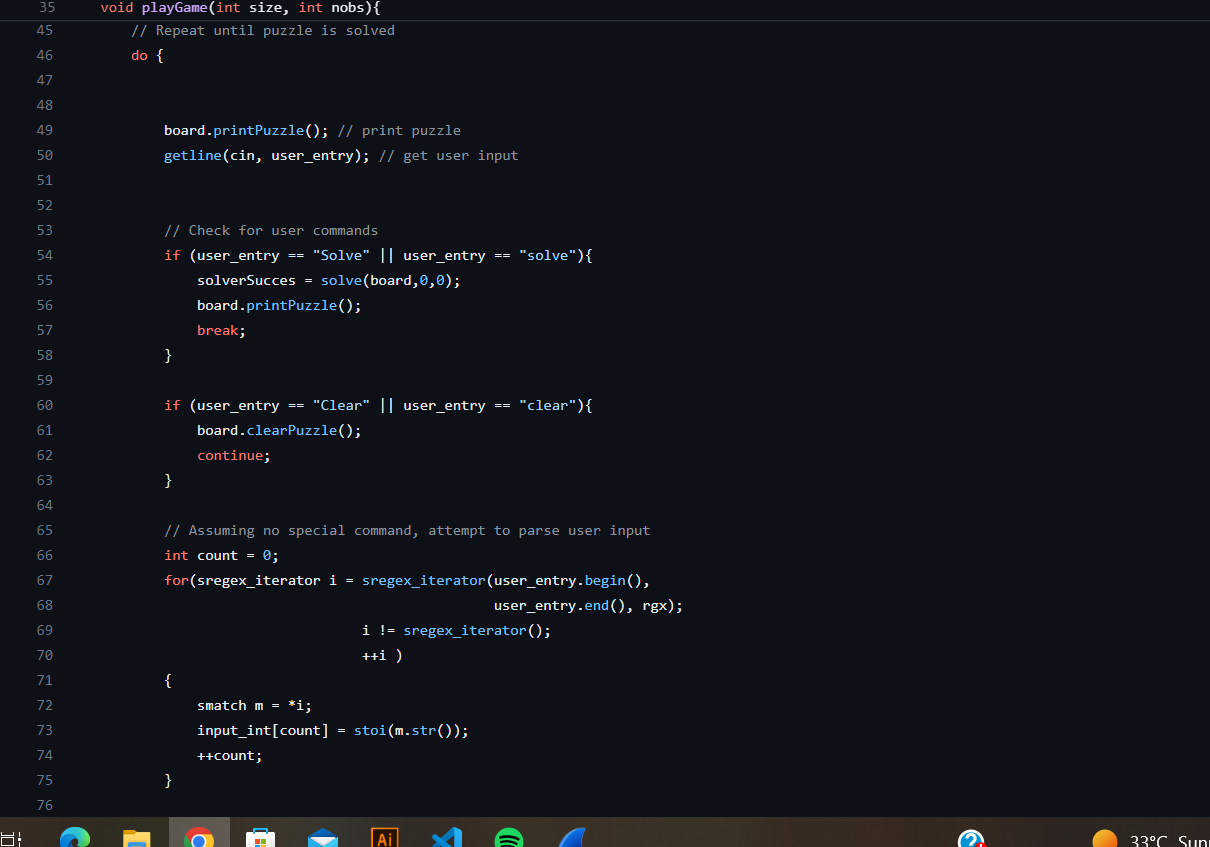 35 void playGame(int size, int nobs){
45 // Repeat until puzzle is solved
46 do {
47
48
49 board.printPuzzle(); // print puzzle
50 getline(cin, user_entry); // get user input
51
52
53 // Check for user commands
54 if (user_entry == "Solve" || user_entry == "solve"){
55 solverSucces = solve(board,0,0);
56 board.printPuzzle();
57 break;
58 }
59
60 if (user_entry == "Clear" || user_entry == "clear"){
61 board.clearPuzzle();
62 continue;
63 }
64
65 // Assuming no special command, attempt to parse user input
66 int count = 0;
67 for(sregex_iterator i = sregex_iterator(user_entry.begin(),
68 user_entry.end(), rgx);
69 i != sregex_iterator();
70 ++i )
71 {
72 smatch m = *i;
73 input_int[count] = stoi(m.str());
74 ++count;
75 }
76
Ai
33°C